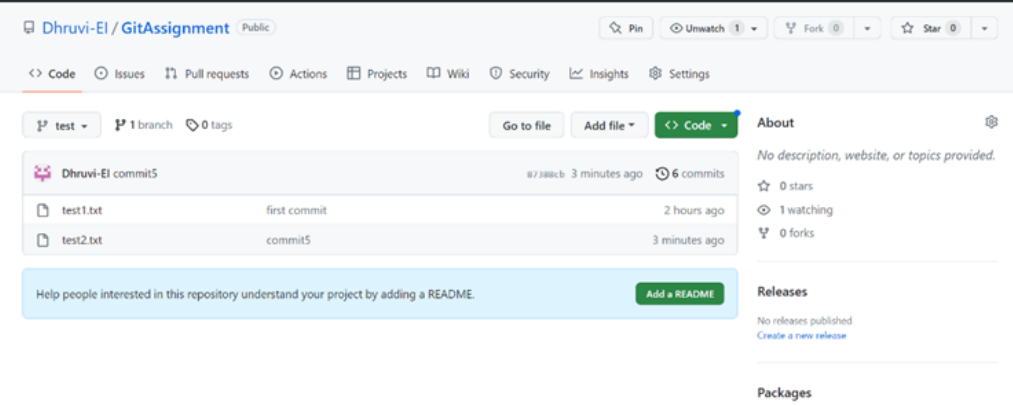 Dhruvi-EI / GitAssignment Public Pin Unwatch 1 Fork 0 Star 0
Code Issues Pull requests Actions Projects Wiki Security Insights Settings
test 1 branch 0 tags Go to file Add file Code
Dhruvi-EI commit5 87388cb 3 minutes ago 6 commits
test1.txt first commit 2 hours ago
test2.txt commit5 3 minutes ago
Help people interested in this repository understand your project by adding a README. Add a README
About
No description, website, or topics provided.
0 stars
1 watching
0 forks
Releases
No releases published
Create a new release
Packages